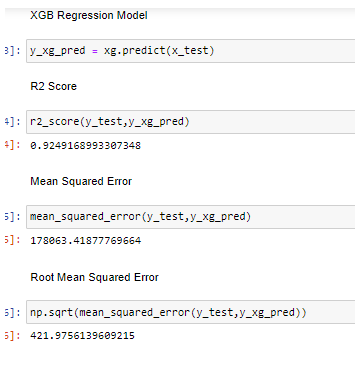 XGB Regression Model
3]: y_xg_pred = xg.predict(x_test)
R2 Score
4]: r2_score(y_test,y_xg_pred)
4]: 0.9249168993307348
Mean Squared Error
5]: mean_squared_error(y_test,y_xg_pred)
5]: 178063.41877769664
Root Mean Squared Error
6]: np.sqrt(mean_squared_error(y_test,y_xg_pred))
6]: 421.9756139609215